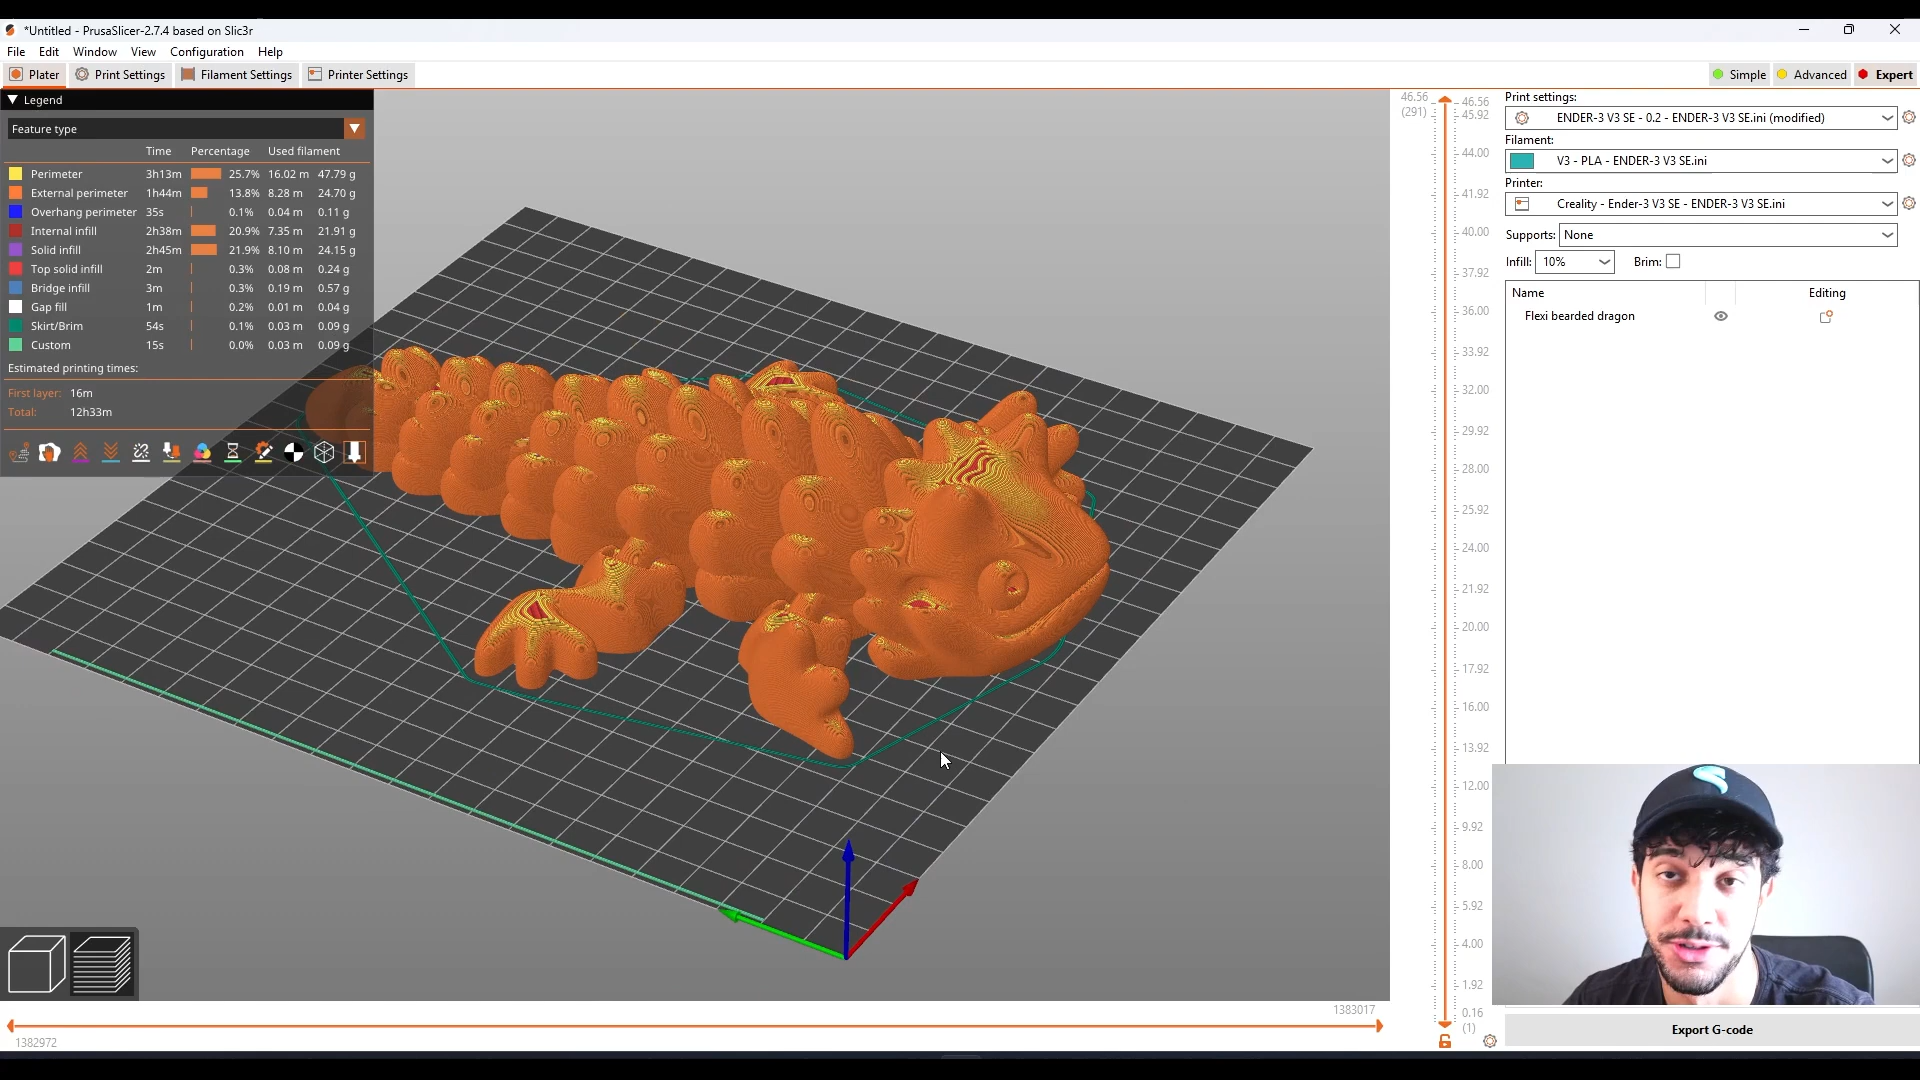 *Untitled - PrusaSlicer-2.7.4 based on Slic3r
File Edit Window View Configuration Help
Plater Print Settings Filament Settings Printer Settings Simple Advanced Expert
Legend
Feature type
Time Percentage Used filament
Perimeter 3h13m 25.7% 16.02 m 47.79 g
External perimeter 1h44m 13.8% 8.28 m 24.70 g
Overhang perimeter 35s 0.1% 0.04 m 0.11 g
Internal infill 2h38m 20.9% 7.35 m 21.91 g
Solid infill 2h45m 21.9% 8.10 m 24.15 g
Top solid infill 2m 0.3% 0.08 m 0.24 g
Bridge infill 3m 0.3% 0.19 m 0.57 g
Gap fill 1m 0.2% 0.01 m 0.04 g
Skirt/Brim 54s 0.1% 0.03 m 0.09 g
Custom 15s 0.0% 0.03 m 0.09 g
Estimated printing times:
First layer: 16m
Total: 12h33m
46.56
(291)
46.56
45.92
44.00
41.92
40.00
37.92
36.00
33.92
32.00
29.92
28.00
25.92
24.00
21.92
20.00
17.92
16.00
13.92
12.00
9.92
8.00
5.92
4.00
1.92
0.16
(1)
1383017
1382972
Print settings:
ENDER-3 V3 SE - 0.2 - ENDER-3 V3 SE.ini (modified)
Filament:
V3 - PLA - ENDER-3 V3 SE.ini
Printer:
Creality - Ender-3 V3 SE - ENDER-3 V3 SE.ini
Supports: None
Infill: 10% Brim:
Name Editing
Flexi bearded dragon
Export G-code